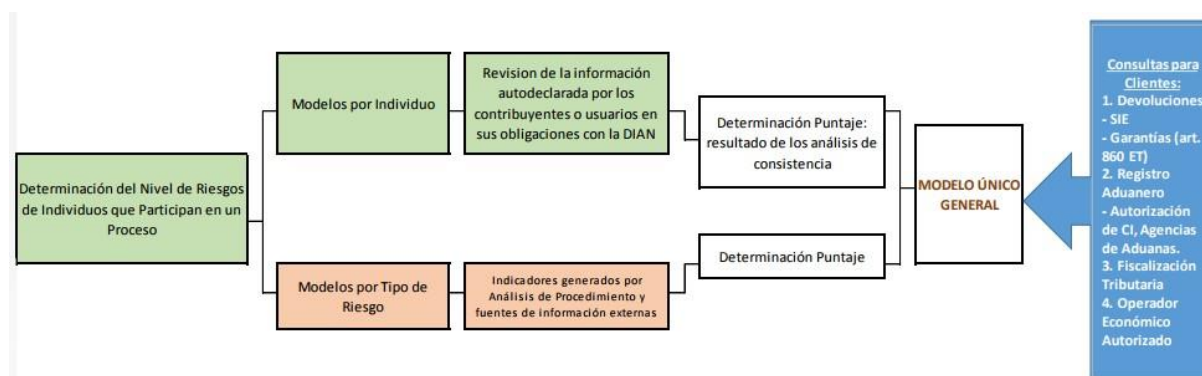 Determinación del Nivel de Riesgos
de Individuos que Participan en un
Proceso
Modelos por Individuo
Revision de la información
autodeclarada por los
contribuyentes o usuarios en
sus obligaciones con la DIAN
Determinación Puntaje:
resultado de los análisis de
consistencia
Modelos por Tipo de
Riesgo
Indicadores generados por
Análisis de Procedimiento y
fuentes de información externas
Determinación Puntaje
MODELO ÚNICO
GENERAL
Consultas para
Clientes:
1. Devoluciones
- SIE
- Garantías (art.
860 ET)
2. Registro
Aduanero
- Autorización
de CI, Agencias
de Aduanas.
3. Fiscalización
Tributaria
4. Operador
Económico
Autorizado